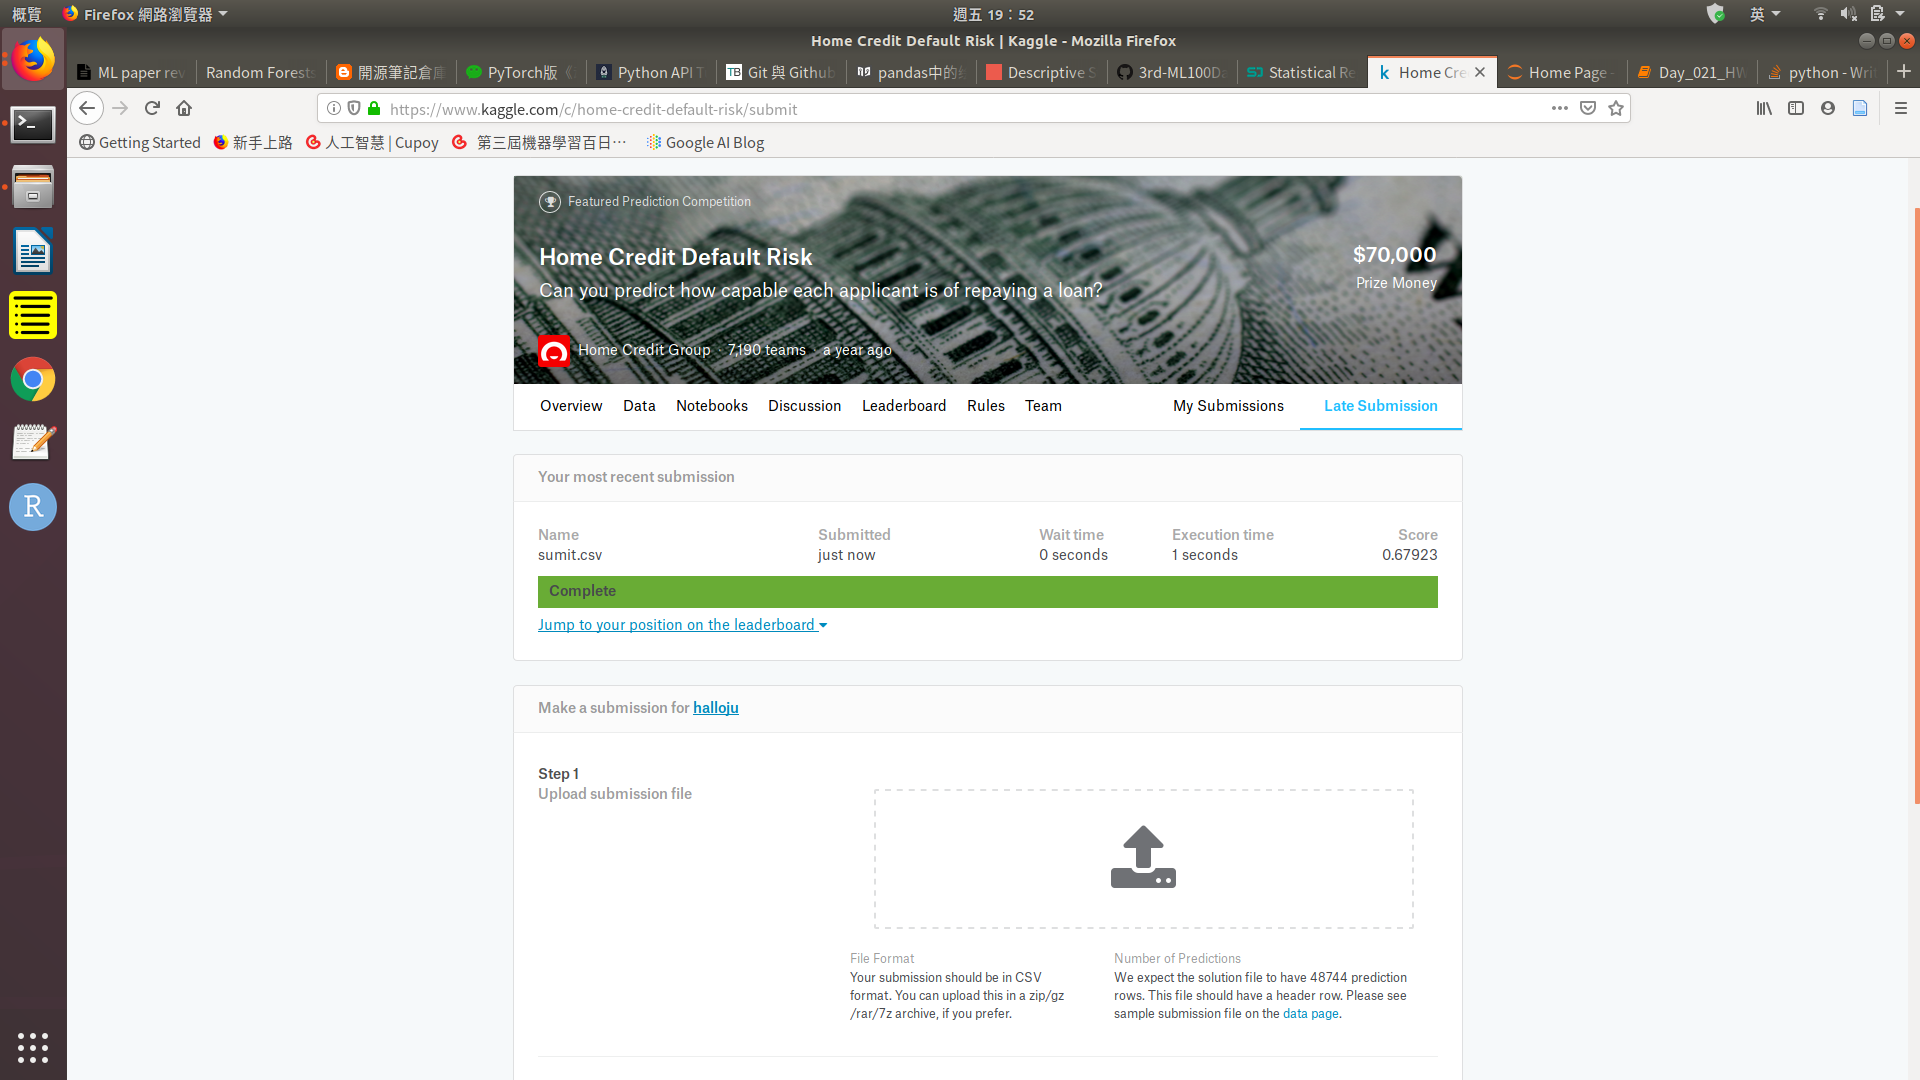 概覽
Firefox 網路瀏覽器
週五 19：52
英
Home Credit Default Risk | Kaggle - Mozilla Firefox
ML paper rev
Random Forests
開源筆記倉庫
PyTorch版《
Python API T
Git 與 Github
pandas中的
Descriptive S
3rd-ML100Da
Statistical Re
Home Cre
Home Page -
Day_021_HW
python - Writ
https://www.kaggle.com/c/home-credit-default-risk/submit
Getting Started
新手上路
人工智慧 | Cupoy
第三屆機器學習百日…
Google AI Blog
Featured Prediction Competition
Home Credit Default Risk
$70,000
Can you predict how capable each applicant is of repaying a loan?
Prize Money
Home Credit Group · 7,190 teams · a year ago
Overview
Data
Notebooks
Discussion
Leaderboard
Rules
Team
My Submissions
Late Submission
Your most recent submission
Name
Submitted
Wait time
Execution time
Score
sumit.csv
just now
0 seconds
1 seconds
0.67923
Complete
Jump to your position on the leaderboard
Make a submission for halloju
Step 1
Upload submission file
File Format
Your submission should be in CSV
format. You can upload this in a zip/gz
/rar/7z archive, if you prefer.
Number of Predictions
We expect the solution file to have 48744 prediction
rows. This file should have a header row. Please see
sample submission file on the data page.